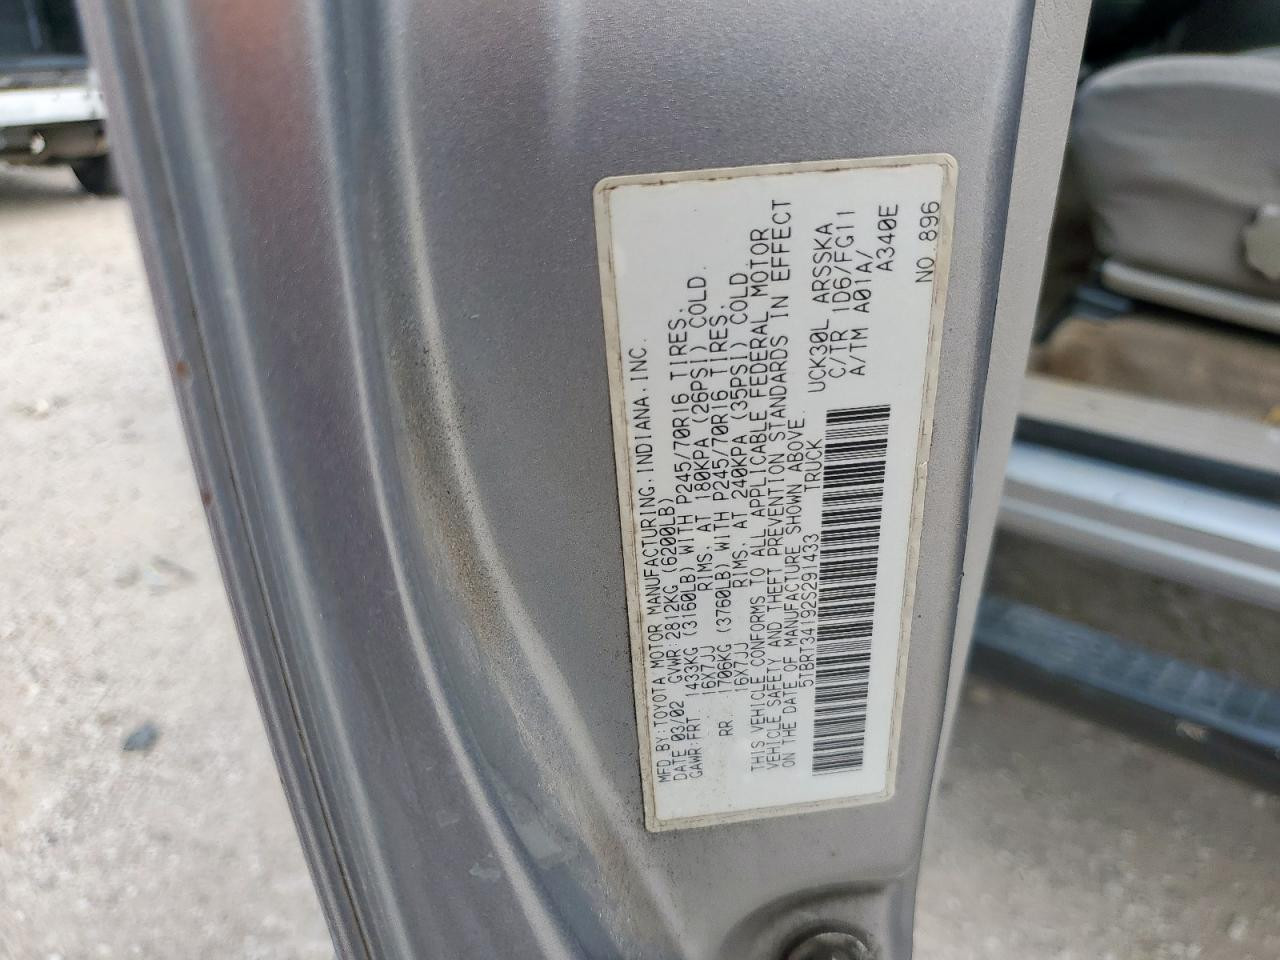 MFD.BY:TOYOTA MOTOR MANUFACTURING.INDIANA.INC.
DATE 03/02 GVWR:2812KG(6200LB)
GAWR:FRT 1433KG(3160LB)WITH P245/70R16 TIRES.
16X7JJ RIMS. AT 180KPA(26PSI) COLD.
RR. 1706KG(3760LB)WITH P245/70R16 TIRES.
16X7JJ RIMS. AT 240KPA(35PSI) COLD.
THIS VEHICLE CONFORMS TO ALL APPLICABLE FEDERAL MOTOR
VEHICLE SAFETY AND THEFT PREVENTION STANDARDS IN EFFECT
ON THE DATE OF MANUFACTURE SHOWN ABOVE.
5TBRT34192S291433 TRUCK
UCK30L ARSSKA
C/TR 1D6/FG11
A/TM A01A/
A340E
NO.896